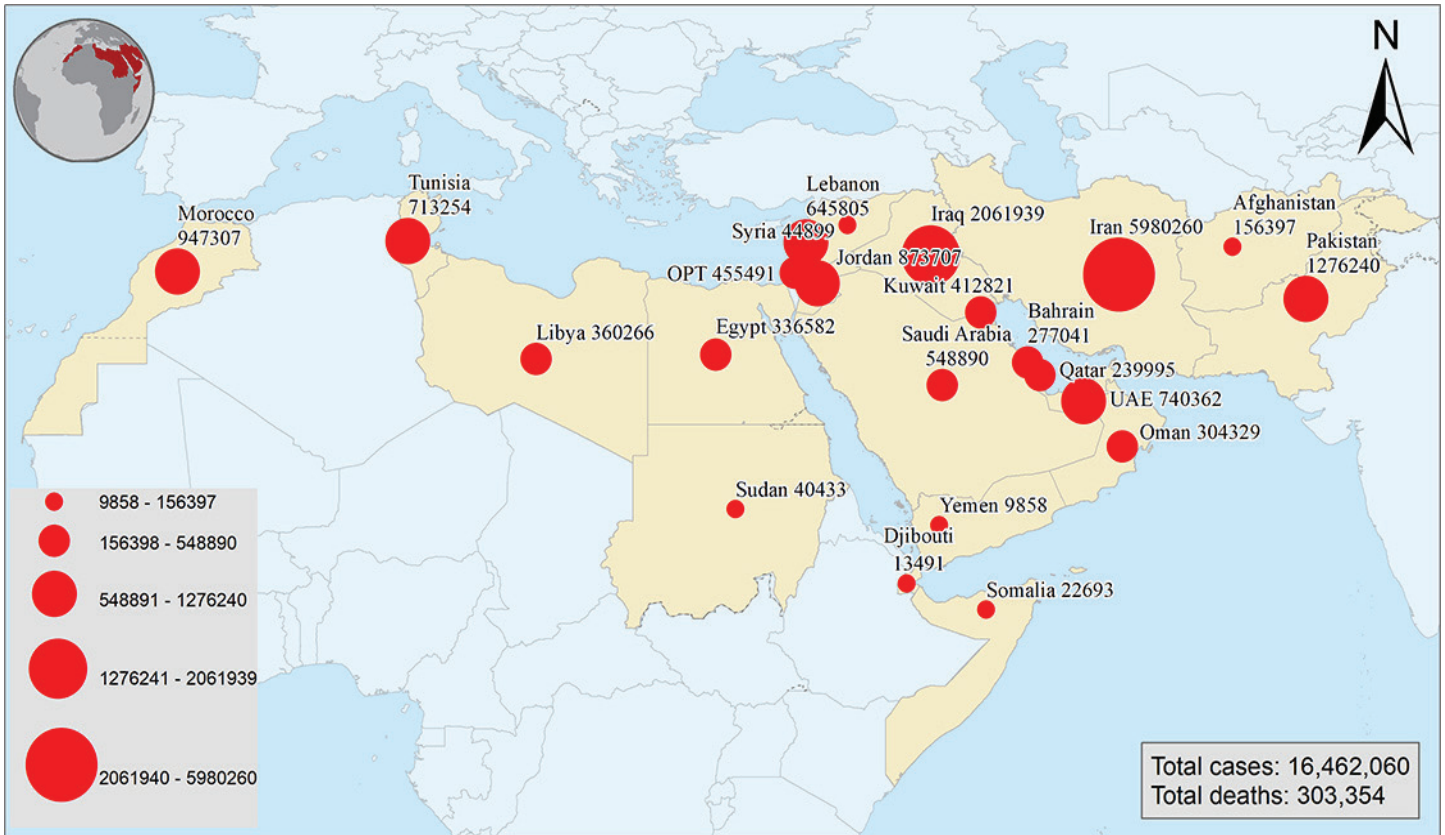 N
Tunisia
713254
Morocco
947307
Lebanon
645805
Syria 44899
Iraq 2061939
Iran 5980260
Afghanistan
156397
Pakistan
1276240
OPT 455491
Jordan 873707
Kuwait 412821
Bahrain
277041
Libya 360266
Egypt 336582
Saudi Arabia
548890
Qatar 239995
UAE 740362
Oman 304329
Sudan 40433
Yemen 9858
Djibouti
13491
Somalia 22693
9858 - 156397
156398 - 548890
548891 - 1276240
1276241 - 2061939
2061940 - 5980260
Total cases: 16,462,060
Total deaths: 303,354